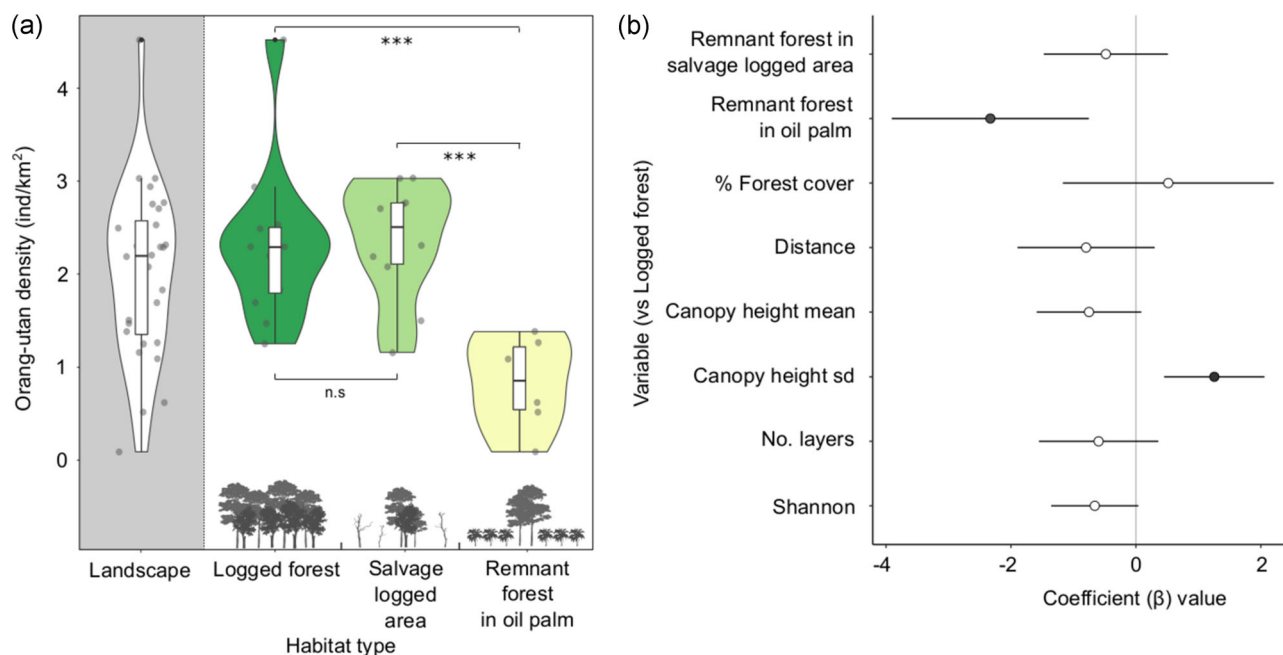 (a)
Orang-utan density (ind/km²)
4
3
2
1
0
***
***
n.s
Landscape
Logged forest
Salvage
logged
area
Remnant
forest
in oil palm
Habitat type
(b)
Variable (vs Logged forest)
Remnant forest in
salvage logged area
Remnant forest
in oil palm
% Forest cover
Distance
Canopy height mean
Canopy height sd
No. layers
Shannon
-4
-2
0
2
Coefficient (β) value